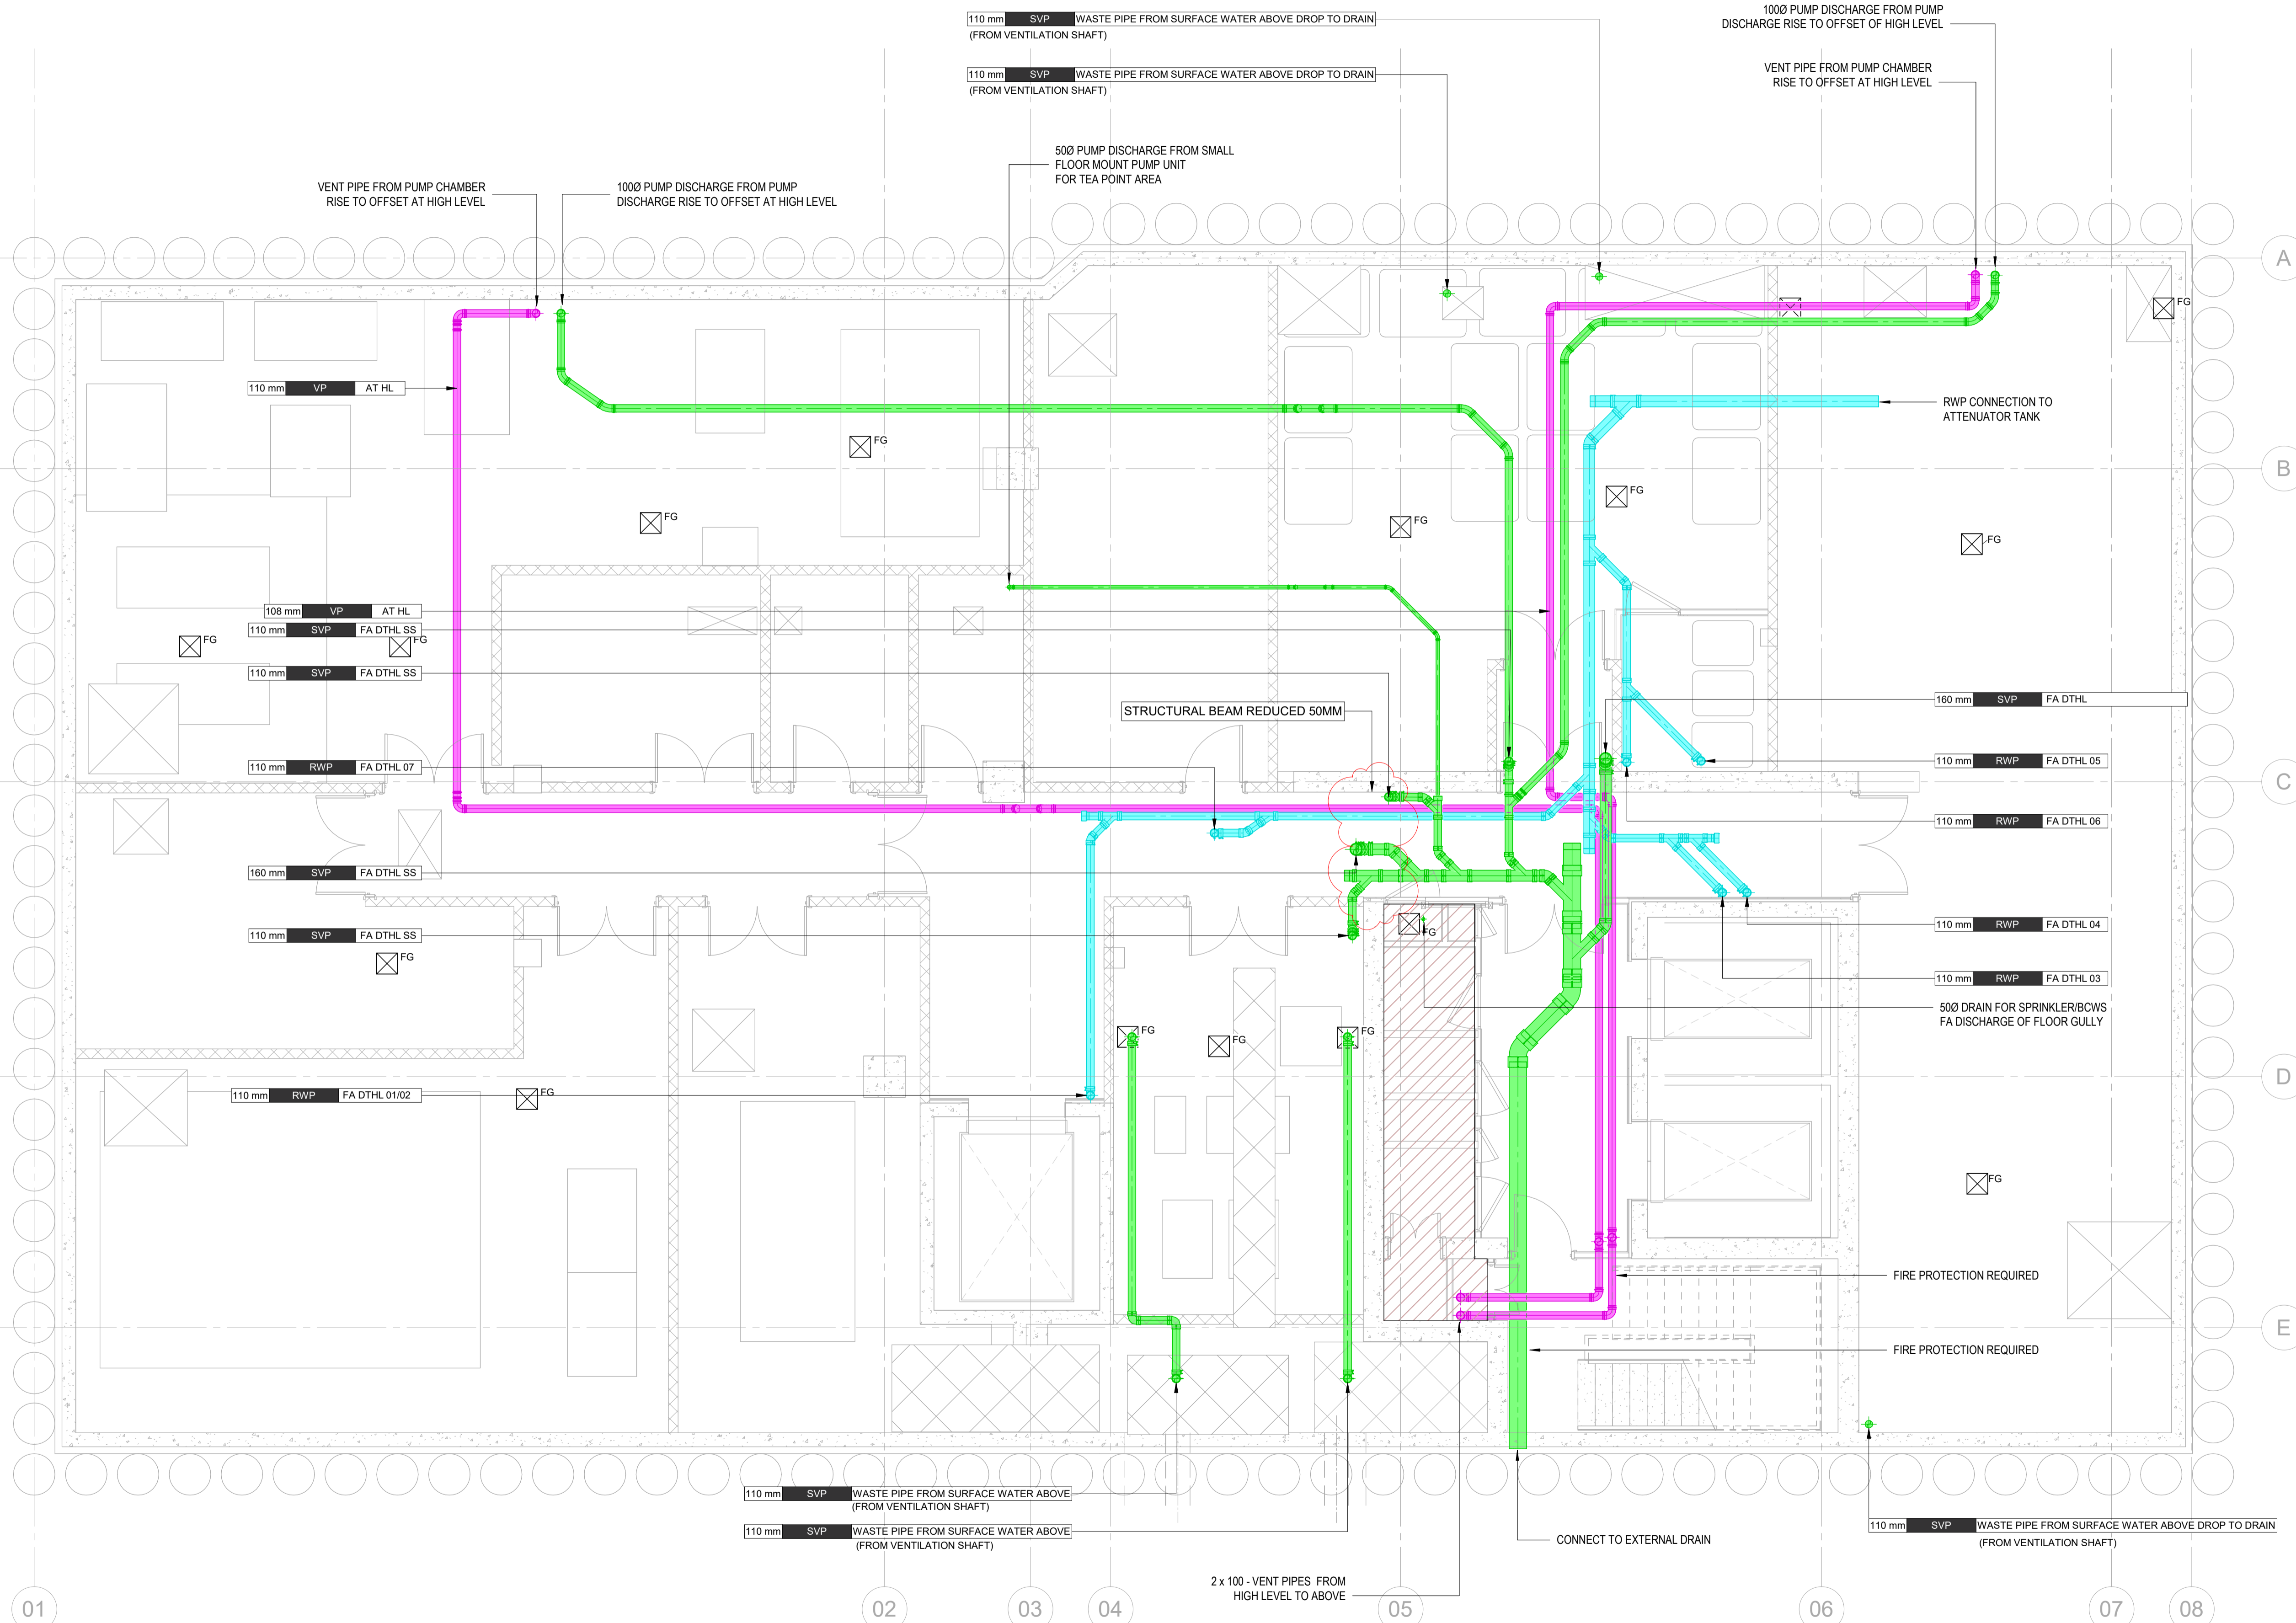 110 mm SVP WASTE PIPE FROM SURFACE WATER ABOVE DROP TO DRAIN
(FROM VENTILATION SHAFT)
110 mm SVP WASTE PIPE FROM SURFACE WATER ABOVE DROP TO DRAIN
(FROM VENTILATION SHAFT)
100Ø PUMP DISCHARGE FROM PUMP
DISCHARGE RISE TO OFFSET OF HIGH LEVEL
VENT PIPE FROM PUMP CHAMBER
RISE TO OFFSET AT HIGH LEVEL
50Ø PUMP DISCHARGE FROM SMALL
FLOOR MOUNT PUMP UNIT
FOR TEA POINT AREA
VENT PIPE FROM PUMP CHAMBER
RISE TO OFFSET AT HIGH LEVEL
100Ø PUMP DISCHARGE FROM PUMP
DISCHARGE RISE TO OFFSET AT HIGH LEVEL
A
FG
110 mm VP AT HL
RWP CONNECTION TO
ATTENUATOR TANK
FG
B
FG
FG
FG
FG
108 mm VP AT HL
110 mm SVP FA DTHL SS
FG
FG
110 mm SVP FA DTHL SS
160 mm SVP FA DTHL
STRUCTURAL BEAM REDUCED 50MM
110 mm RWP FA DTHL 07
110 mm RWP FA DTHL 05
C
110 mm RWP FA DTHL 06
160 mm SVP FA DTHL SS
110 mm SVP FA DTHL SS
FG
110 mm RWP FA DTHL 04
FG
110 mm RWP FA DTHL 03
50Ø DRAIN FOR SPRINKLER/BCWS
FA DISCHARGE OF FLOOR GULLY
FG
FG
FG
D
110 mm RWP FA DTHL 01/02
FG
FG
FIRE PROTECTION REQUIRED
E
FIRE PROTECTION REQUIRED
110 mm SVP WASTE PIPE FROM SURFACE WATER ABOVE
(FROM VENTILATION SHAFT)
110 mm SVP WASTE PIPE FROM SURFACE WATER ABOVE
(FROM VENTILATION SHAFT)
CONNECT TO EXTERNAL DRAIN
110 mm SVP WASTE PIPE FROM SURFACE WATER ABOVE DROP TO DRAIN
(FROM VENTILATION SHAFT)
2 x 100 - VENT PIPES FROM
HIGH LEVEL TO ABOVE
01
02
03
04
05
06
07
08